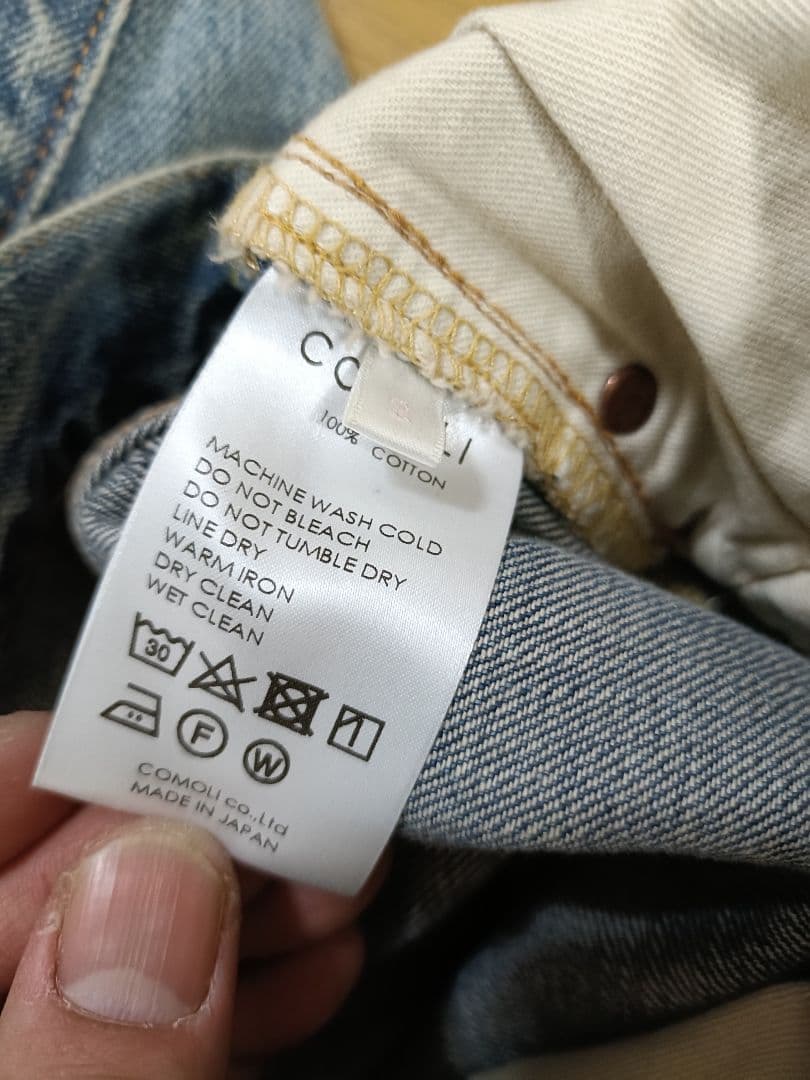 100% COTTON
MACHINE WASH COLD
DO NOT BLEACH
DO NOT TUMBLE DRY
LINE DRY
WARM IRON
DRY CLEAN
WET CLEAN
30
F
W
COMOLI co.,Ltd
MADE IN JAPAN